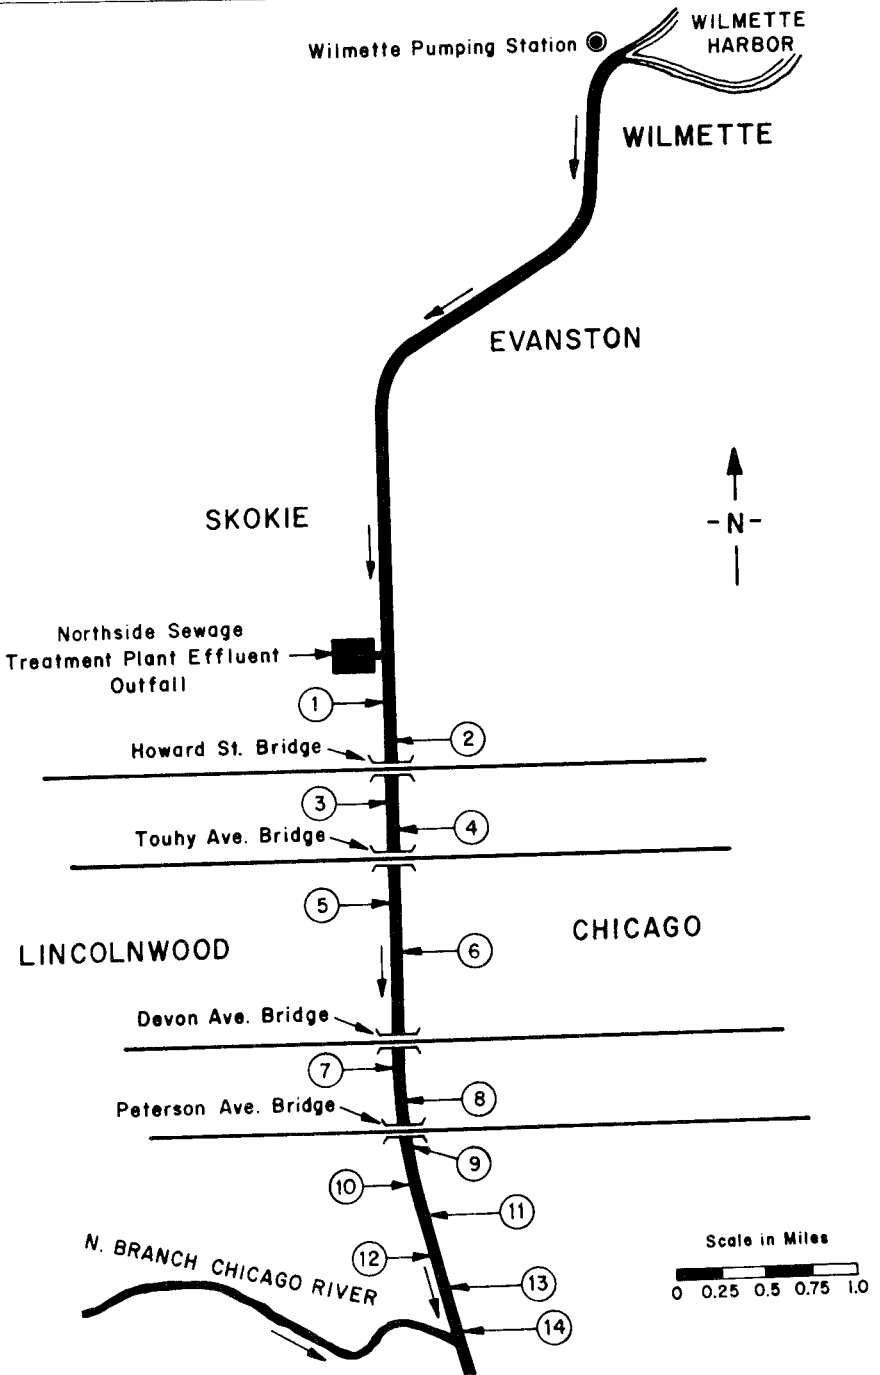 WILMETTE
HARBOR
Wilmette Pumping Station
WILMETTE
EVANSTON
SKOKIE
-N-
Northside Sewage
Treatment Plant Effluent
Outfall
1
2
Howard St. Bridge
3
4
Touhy Ave. Bridge
5
CHICAGO
LINCOLNWOOD
6
Devon Ave. Bridge
7
8
Peterson Ave. Bridge
9
10
11
N. BRANCH CHICAGO RIVER
12
Scale in Miles
13
0 0.25 0.5 0.75 1.0
14